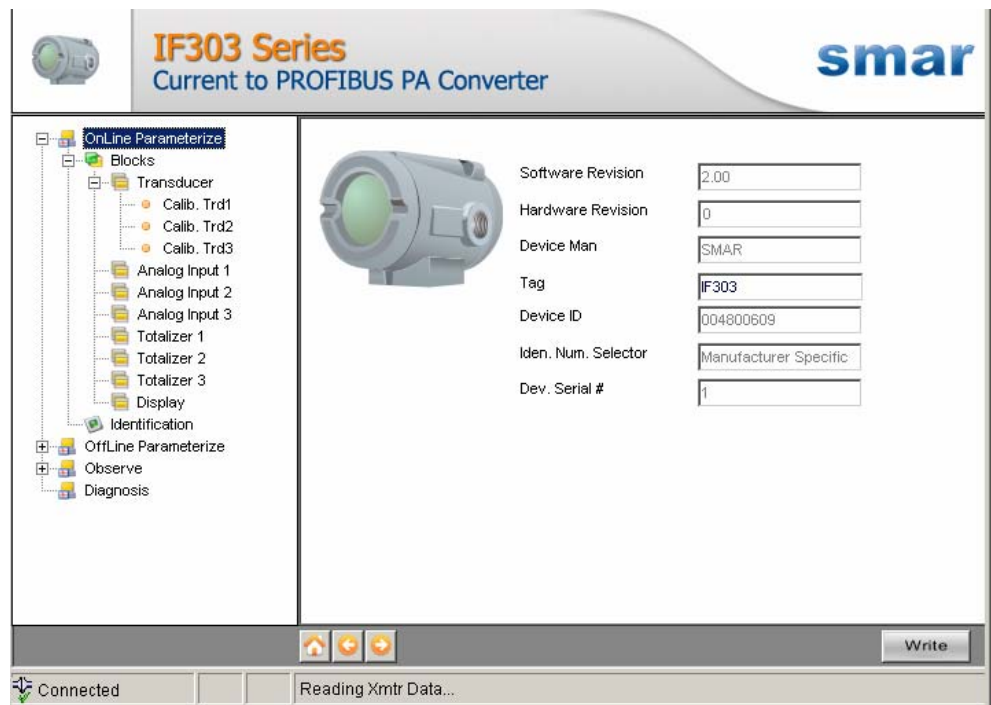 IF303 Series
Current to PROFIBUS PA Converter
smar
OnLine Parameterize
Blocks
Transducer
Calib. Trd1
Calib. Trd2
Calib. Trd3
Analog Input 1
Analog Input 2
Analog Input 3
Totalizer 1
Totalizer 2
Totalizer 3
Display
Identification
OffLine Parameterize
Observe
Diagnosis
Software Revision 2.00
Hardware Revision 0
Device Man SMAR
Tag IF303
Device ID 004800609
Iden. Num. Selector Manufacturer Specific
Dev. Serial # 1
Write
Connected
Reading Xmtr Data...